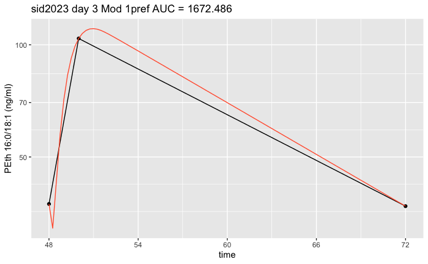 sid2023 day 3 Mod 1pref AUC = 1672.486
PEth 16:0/18:1 (ng/ml)
100
70
50
48
54
60
66
72
time